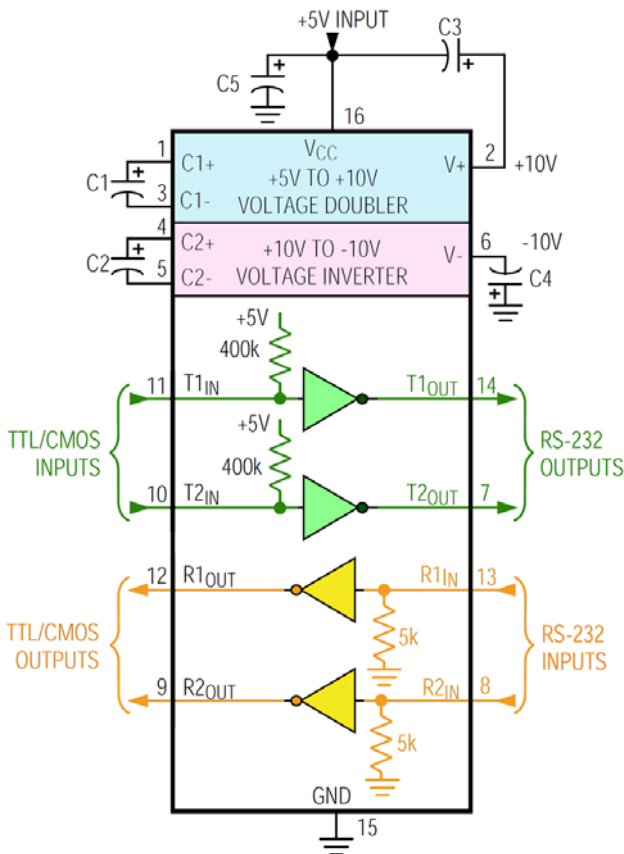 +5V INPUT
C3
C5
16
1
VCC
2
C1+
+5V TO +10V
V+
+10V
C1
3
C1-
VOLTAGE DOUBLER
4
C2+
+10V TO -10V
6
-10V
C2
5
C2-
VOLTAGE INVERTER
V-
C4
+5V
400k
11
T1IN
T1OUT
14
TTL/CMOS
INPUTS
+5V
400k
RS-232
OUTPUTS
10
T2IN
T2OUT
7
12
R1OUT
R1IN
13
TTL/CMOS
OUTPUTS
5k
RS-232
INPUTS
9
R2OUT
R2IN
8
5k
GND
15